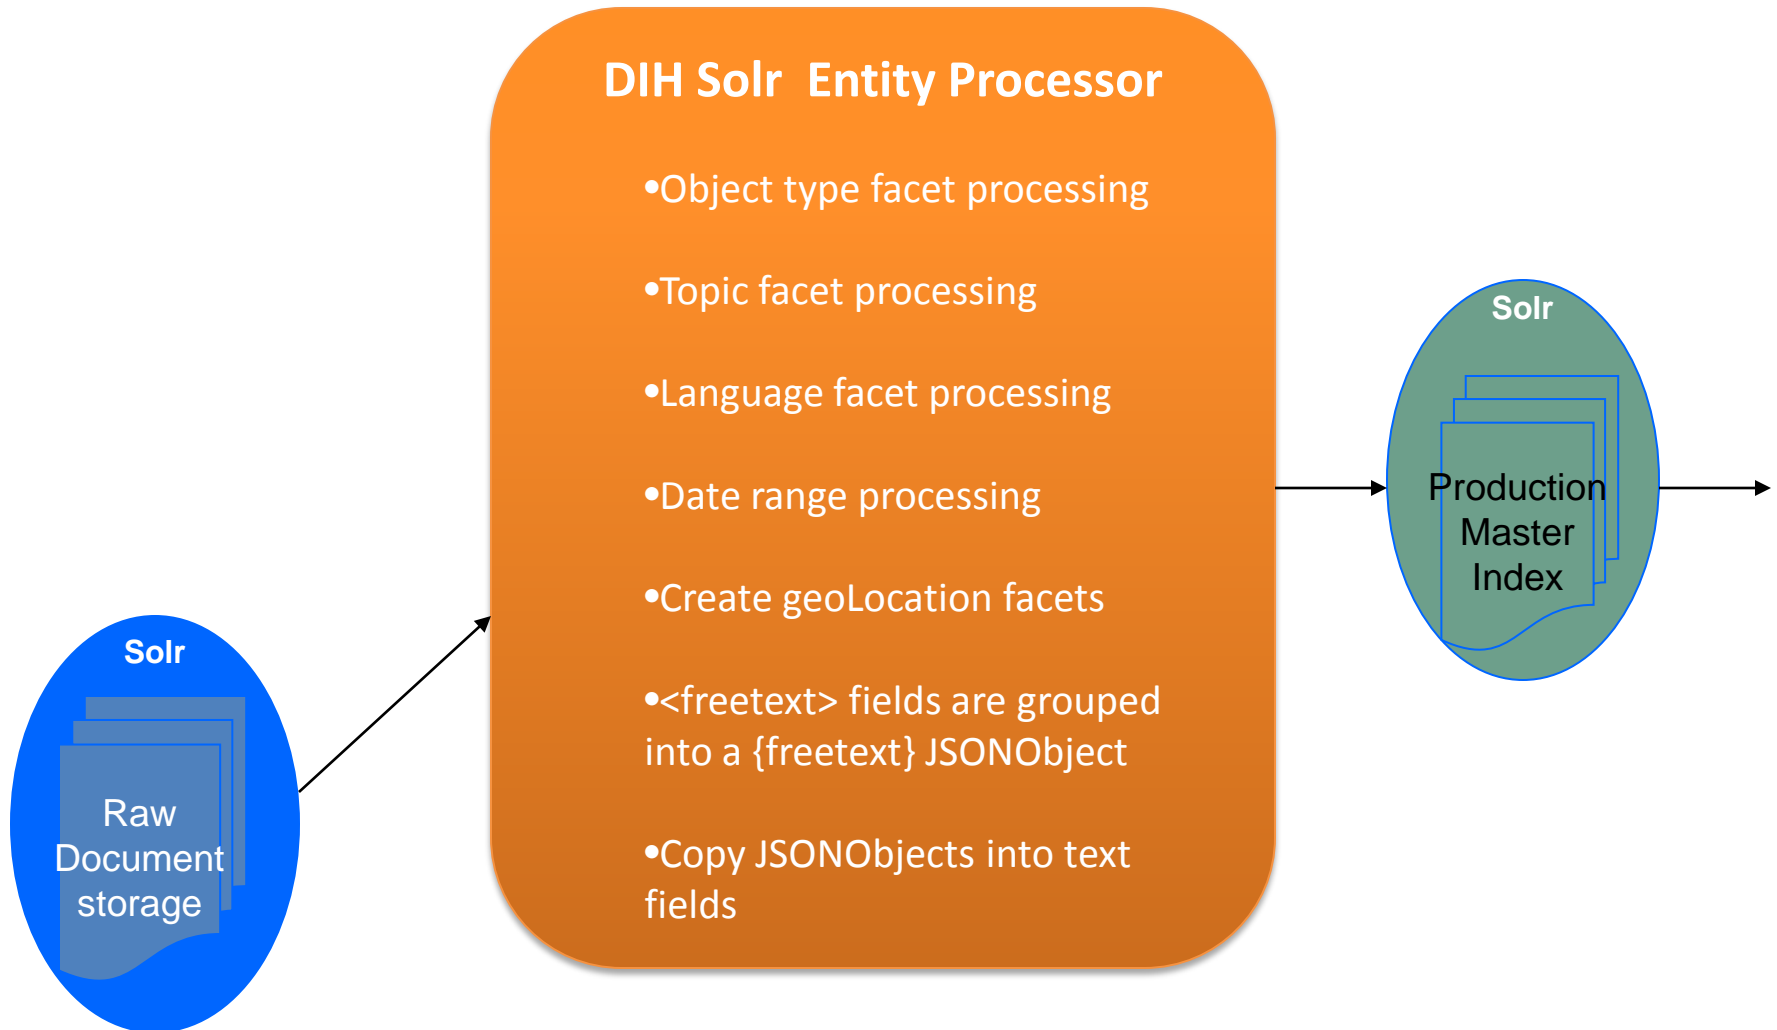 DIH Solr  Entity Processor
•Object type facet processing
•Topic facet processing
•Language facet processing
•Date range processing
•Create geoLocation facets
•<freetext> fields are grouped
into a {freetext} JSONObject
•Copy JSONObjects into text
fields
Solr
Raw
Document
storage
Solr
Production
Master
Index